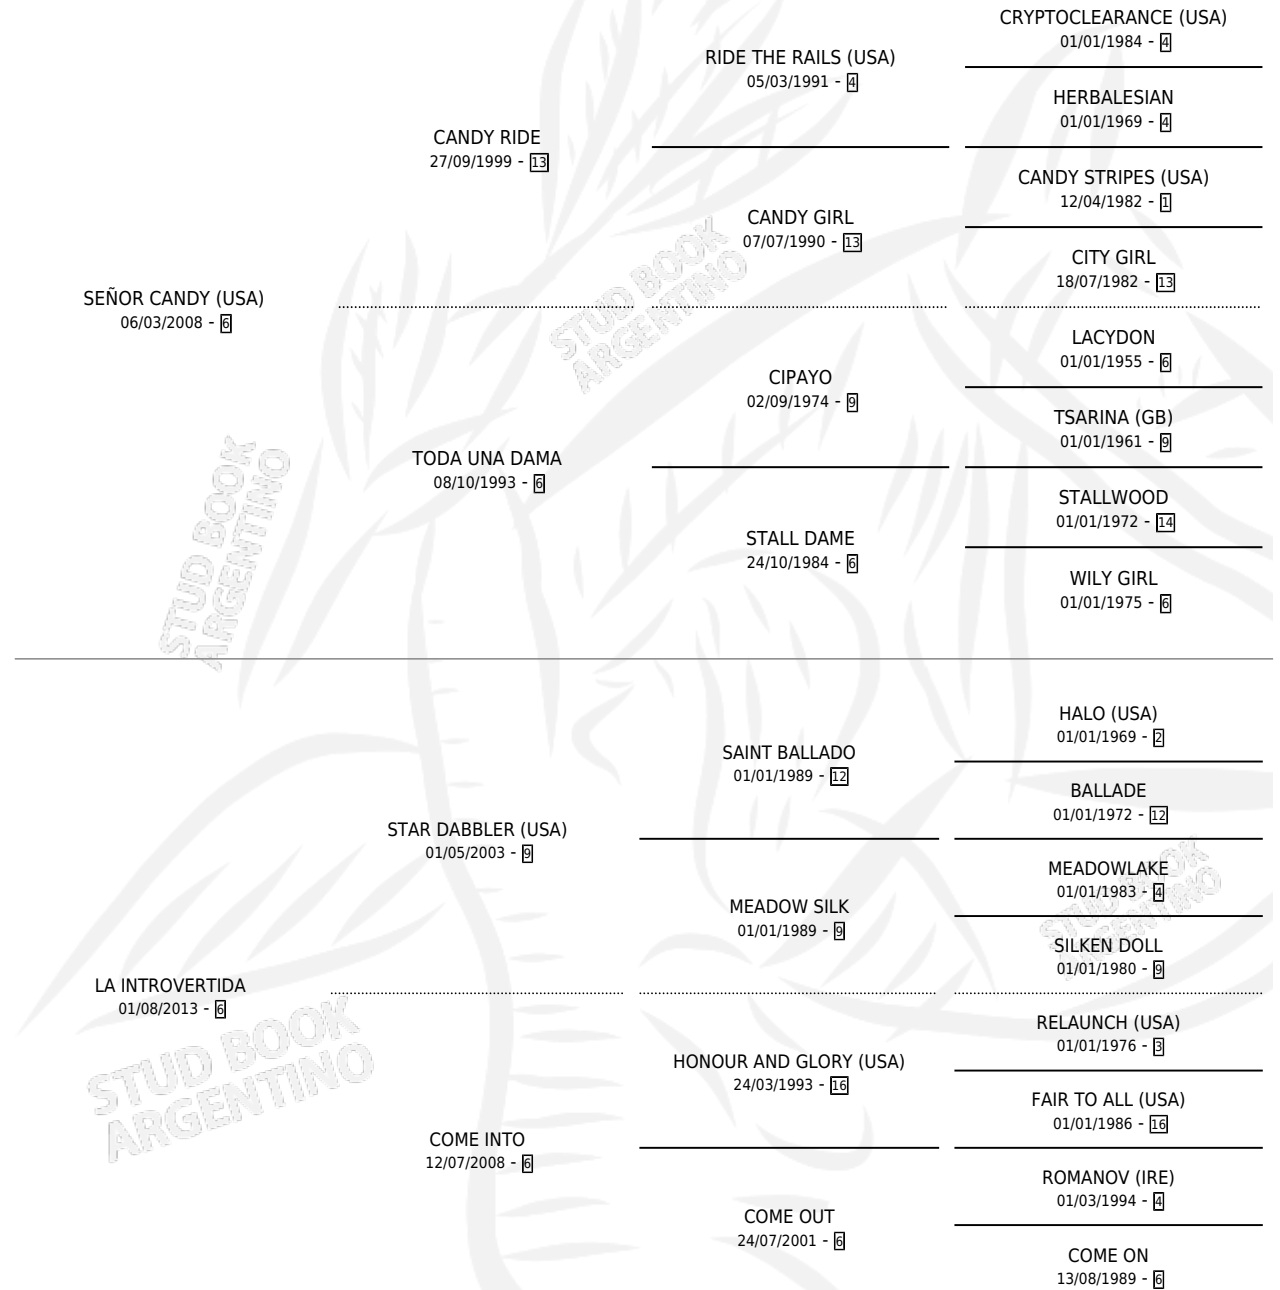 CRYPTOCLEARANCE (USA)
01/01/1984 - 4
RIDE THE RAILS (USA)
05/03/1991 - 4
HERBALESIAN
01/01/1969 - 4
CANDY RIDE
27/09/1999 - 13
CANDY STRIPES (USA)
12/04/1982 - 1
CANDY GIRL
07/07/1990 - 13
CITY GIRL
18/07/1982 - 13
SEÑOR CANDY (USA)
06/03/2008 - 6
LACYDON
01/01/1955 - 6
CIPAYO
02/09/1974 - 9
TSARINA (GB)
01/01/1961 - 9
TODA UNA DAMA
08/10/1993 - 6
STALLWOOD
01/01/1972 - 14
STALL DAME
24/10/1984 - 6
WILY GIRL
01/01/1975 - 6
HALO (USA)
01/01/1969 - 2
SAINT BALLADO
01/01/1989 - 12
BALLADE
01/01/1972 - 12
STAR DABBLER (USA)
01/05/2003 - 9
MEADOWLAKE
01/01/1983 - 4
MEADOW SILK
01/01/1989 - 9
SILKEN DOLL
01/01/1980 - 9
LA INTROVERTIDA
01/08/2013 - 6
RELAUNCH (USA)
01/01/1976 - 3
HONOUR AND GLORY (USA)
24/03/1993 - 16
FAIR TO ALL (USA)
01/01/1986 - 16
COME INTO
12/07/2008 - 6
ROMANOV (IRE)
01/03/1994 - 4
COME OUT
24/07/2001 - 6
COME ON
13/08/1989 - 6
STUD BOOK
ARGENTINO
STUD BOOK
ARGENTINO
STUD BOOK
ARGENTINO
STUD BOOK
ARGENTINO